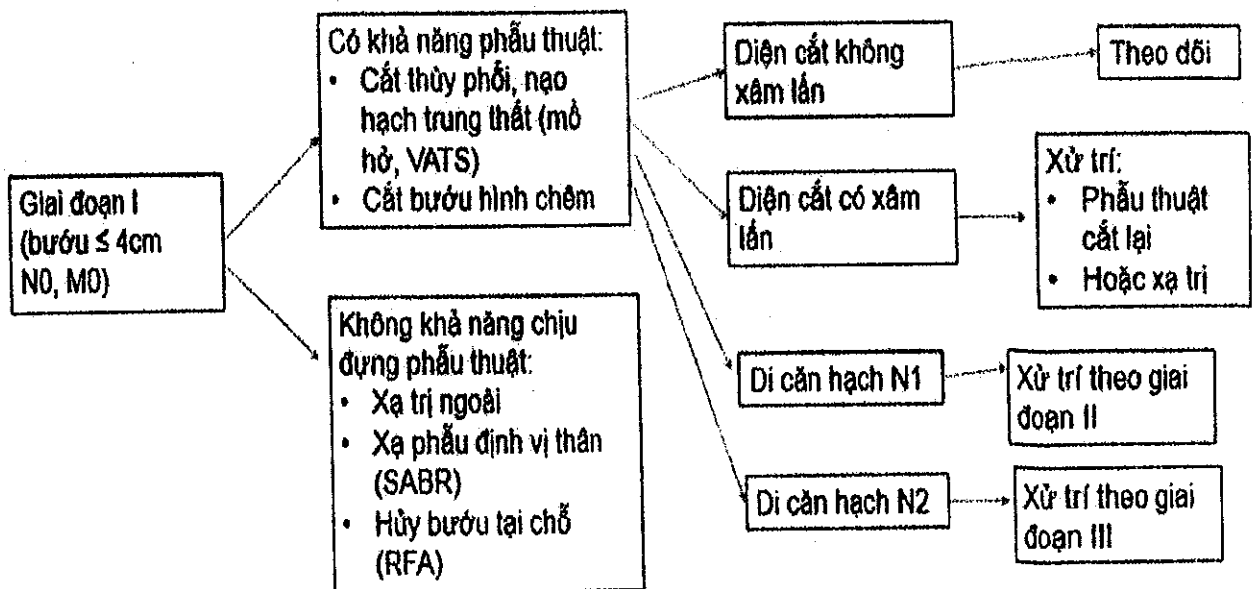 Giai đoạn I
(bướu ≤ 4cm
N0, M0)
Có khả năng phẫu thuật:
• Cắt thùy phổi, nạo
hạch trung thất (mổ
hở, VATS)
• Cắt bướu hình chêm
Không khả năng chịu
đựng phẫu thuật:
• Xạ trị ngoài
• Xạ phẫu định vị thân
(SABR)
• Hủy bướu tại chỗ
(RFA)
Diện cắt không
xâm lấn
Theo dõi
Diện cắt có xâm
lấn
Xử trí:
• Phẫu thuật
cắt lại
• Hoặc xạ trị
Di căn hạch N1
Xử trí theo giai
đoạn II
Di căn hạch N2
Xử trí theo giai
đoạn III